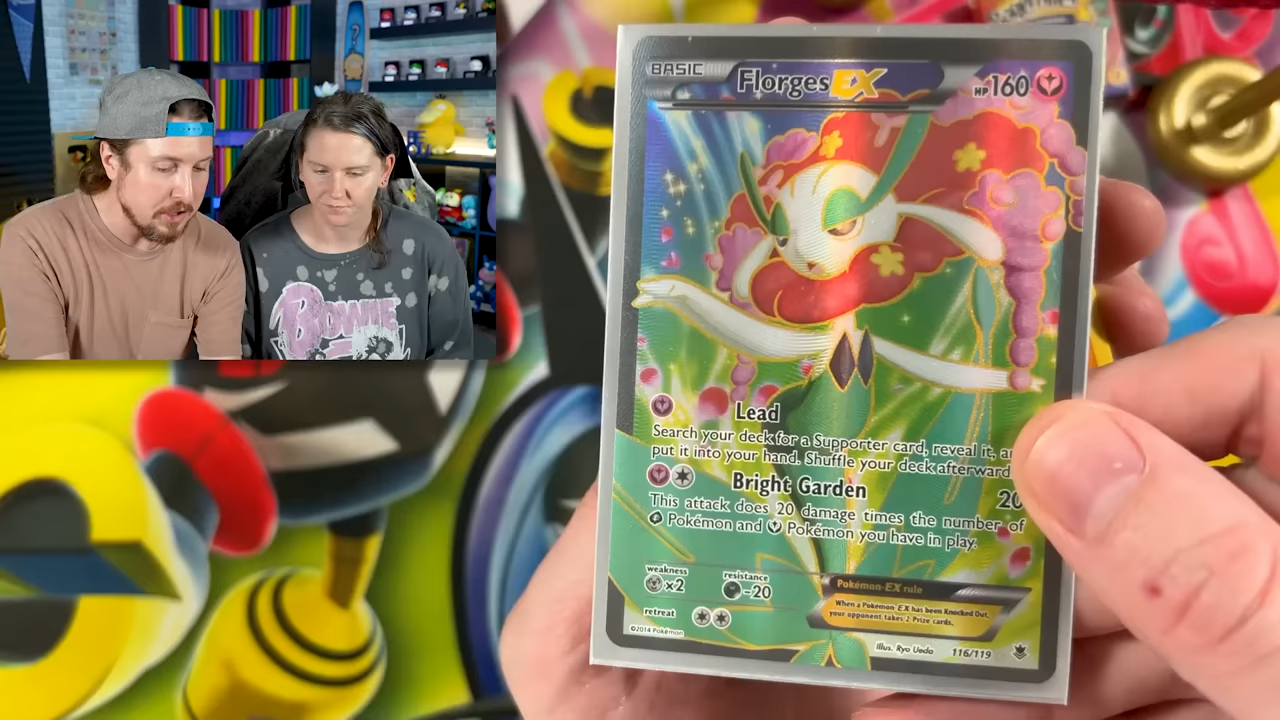 BASIC
FlorgesEX
HP160
Lead
Search your deck for a Supporter card, reveal it, a
put it into your hand. Shuffle your deck afterward
Bright Garden 20
This attack does 20 damage times the number of
Pokémon and Pokémon you have in play.
weakness
×2
resistance
-20
retreat
Pokémon-EX rule
When a Pokémon-EX has been Knocked Out,
your opponent takes 2 Prize cards.
©2014 Pokémon
Illus. Ryo Ueda
116/119
BOWIE
?